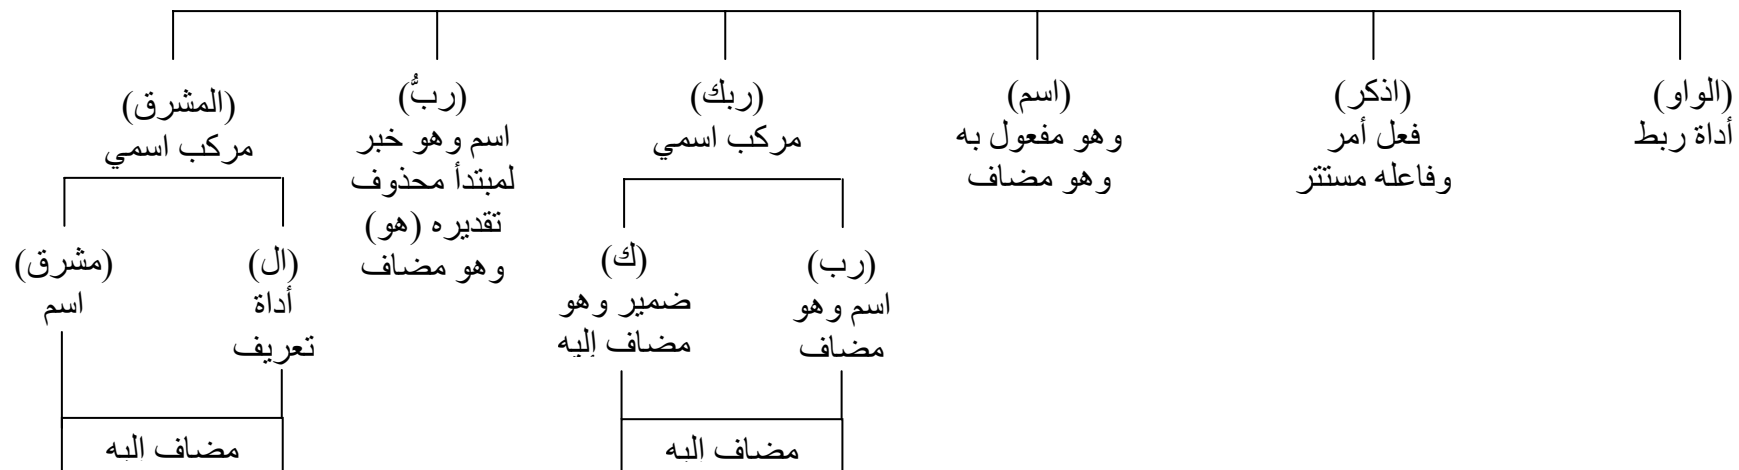 (الواو)
أداة ربط
(اذكر)
فعل أمر
وفاعله مستتر
(اسم)
وهو مفعول به
وهو مضاف
(ربك)
مركب اسمي
(رب)
اسم وهو
مضاف
(ك)
ضمير وهو
مضاف إليه
مضاف إليه
(ربُّ)
اسم وهو خبر
لمبتدأ محذوف
تقديره (هو)
وهو مضاف
(المشرق)
مركب اسمي
(ال)
أداة
تعريف
(مشرق)
اسم
مضاف إليه